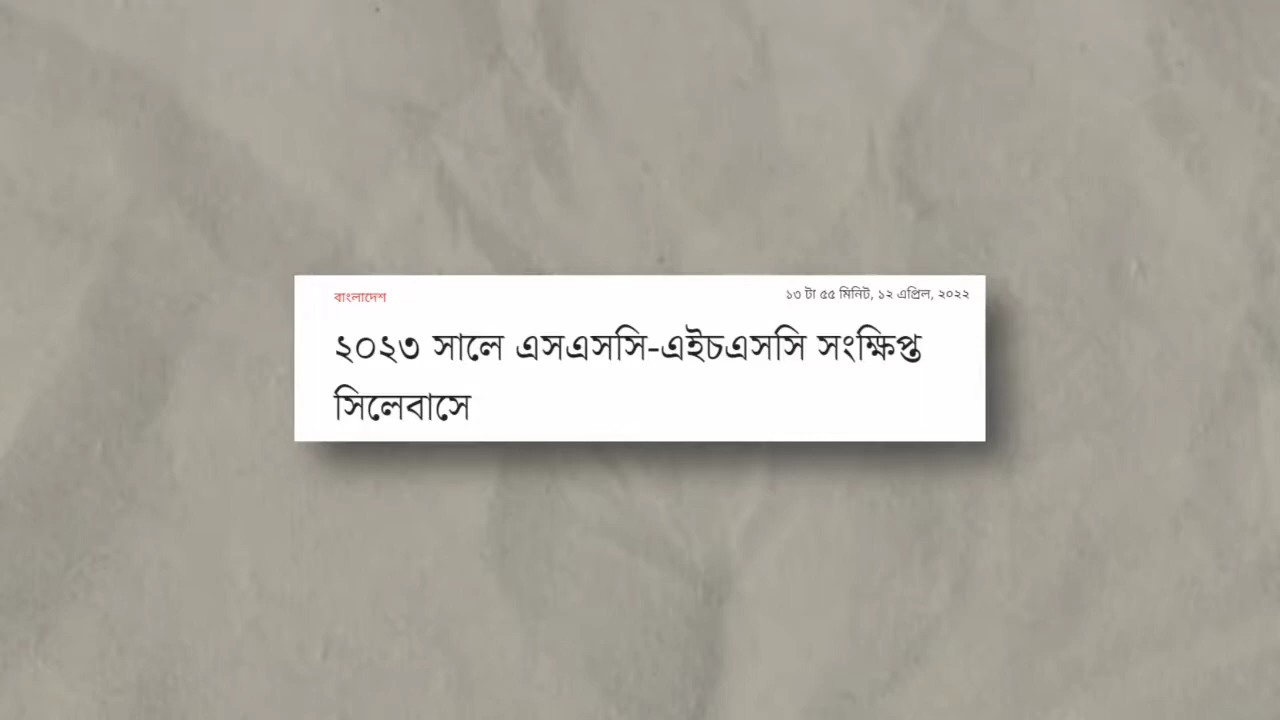 বাংলাদেশ
১৩ টা ৫৫ মিনিট, ১২ এপ্রিল, ২০২২
২০২৩ সালে এসএসসি-এইচএসসি সংক্ষিপ্ত
সিলেবাসে